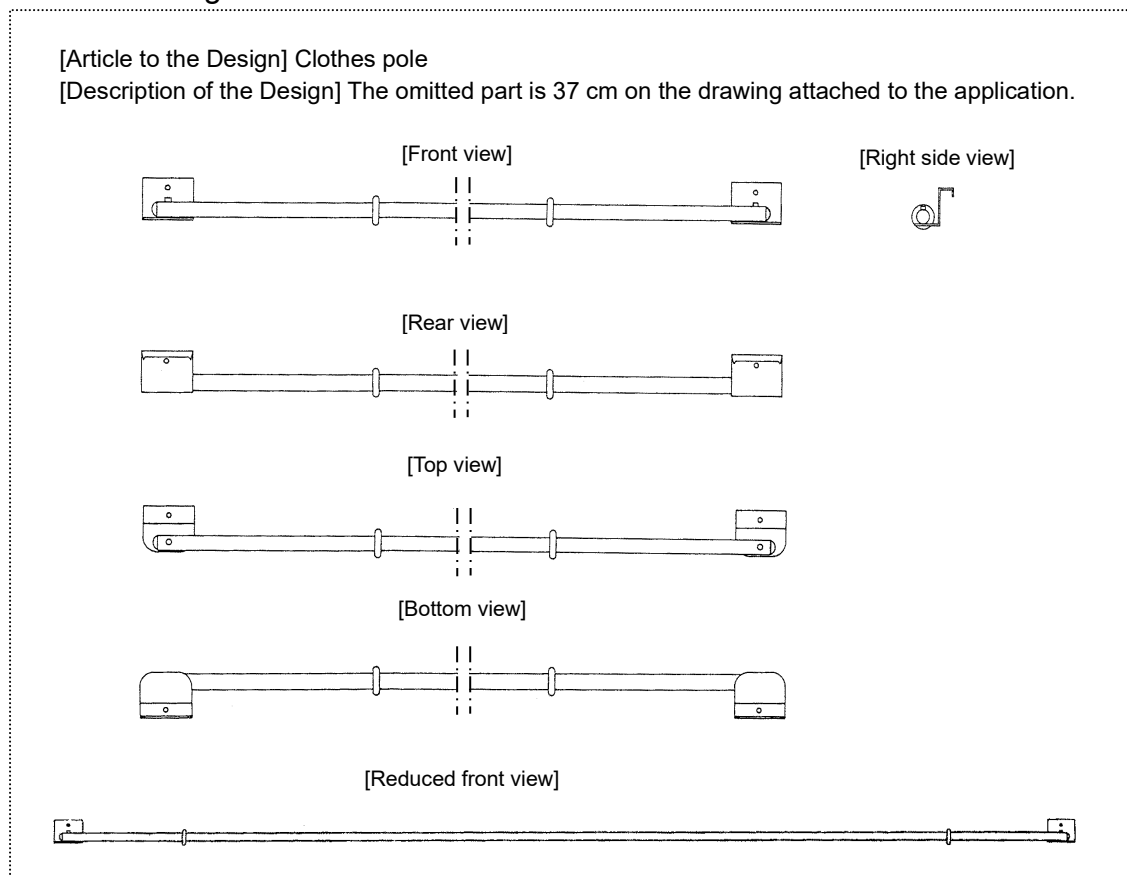 [Article to the Design] Clothes pole
[Description of the Design] The omitted part is 37 cm on the drawing attached to the application.
[Front view]
[Right side view]
[Rear view]
[Top view]
[Bottom view]
[Reduced front view]